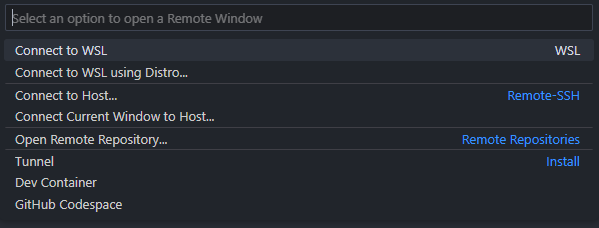 Select an option to open a Remote Window
Connect to WSL WSL
Connect to WSL using Distro...
Connect to Host... Remote-SSH
Connect Current Window to Host...
Open Remote Repository... Remote Repositories
Tunnel Install
Dev Container
GitHub Codespace